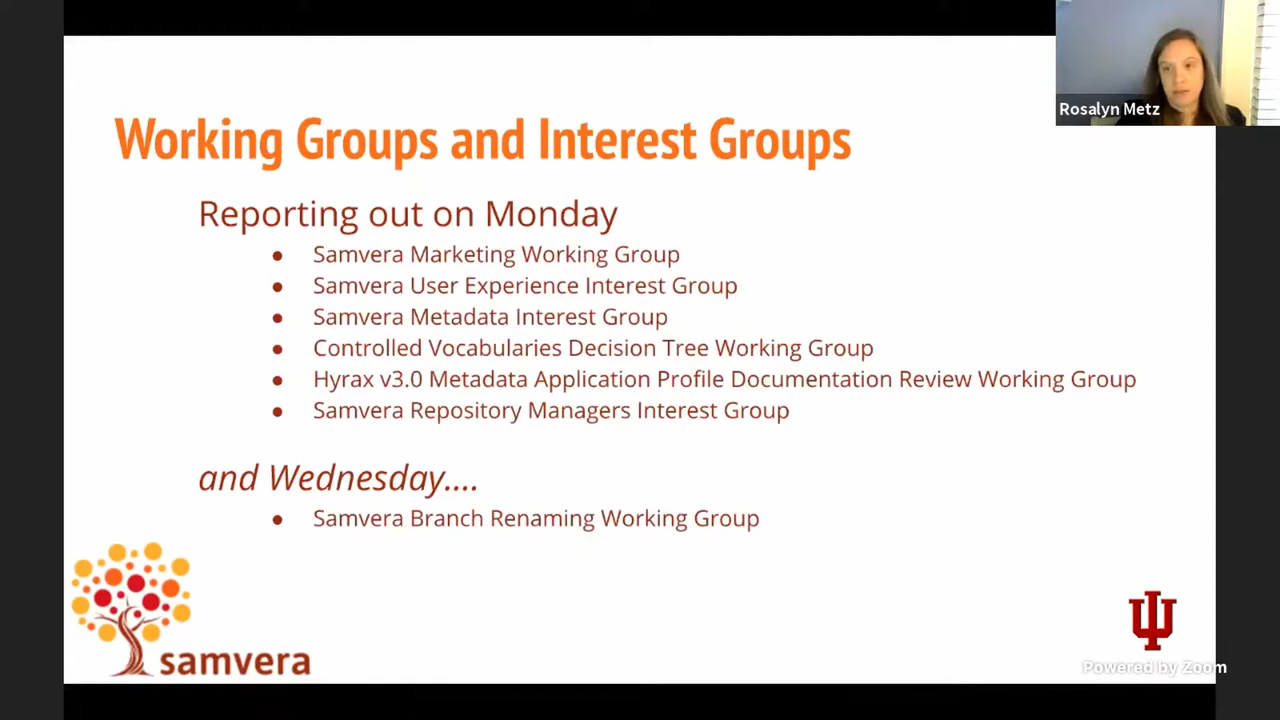 Rosalyn Metz
Working Groups and Interest Groups
Reporting out on Monday
● Samvera Marketing Working Group
● Samvera User Experience Interest Group
● Samvera Metadata Interest Group
● Controlled Vocabularies Decision Tree Working Group
● Hyrax v3.0 Metadata Application Profile Documentation Review Working Group
● Samvera Repository Managers Interest Group
and Wednesday....
● Samvera Branch Renaming Working Group
samvera
Powered by Zoom